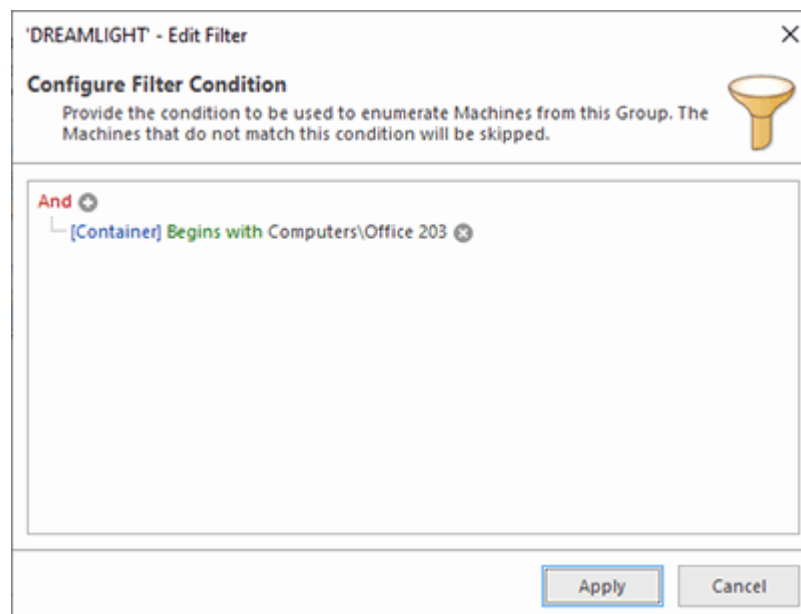 'DREAMLIGHT' - Edit Filter
Configure Filter Condition
Provide the condition to be used to enumerate Machines from this Group. The
Machines that do not match this condition will be skipped.
And
[Container] Begins with Computers\Office 203
Apply Cancel